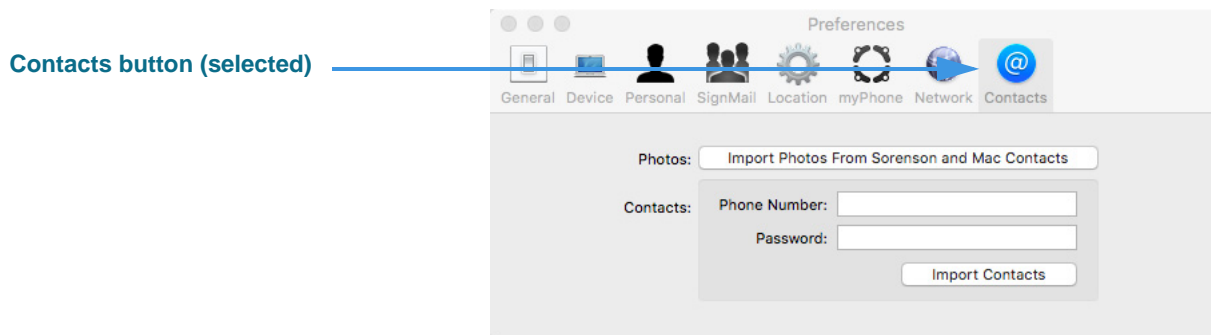 Preferences
Contacts button (selected)
General Device Personal SignMail Location myPhone Network Contacts
Photos: Import Photos From Sorenson and Mac Contacts
Contacts: Phone Number:
Password:
Import Contacts